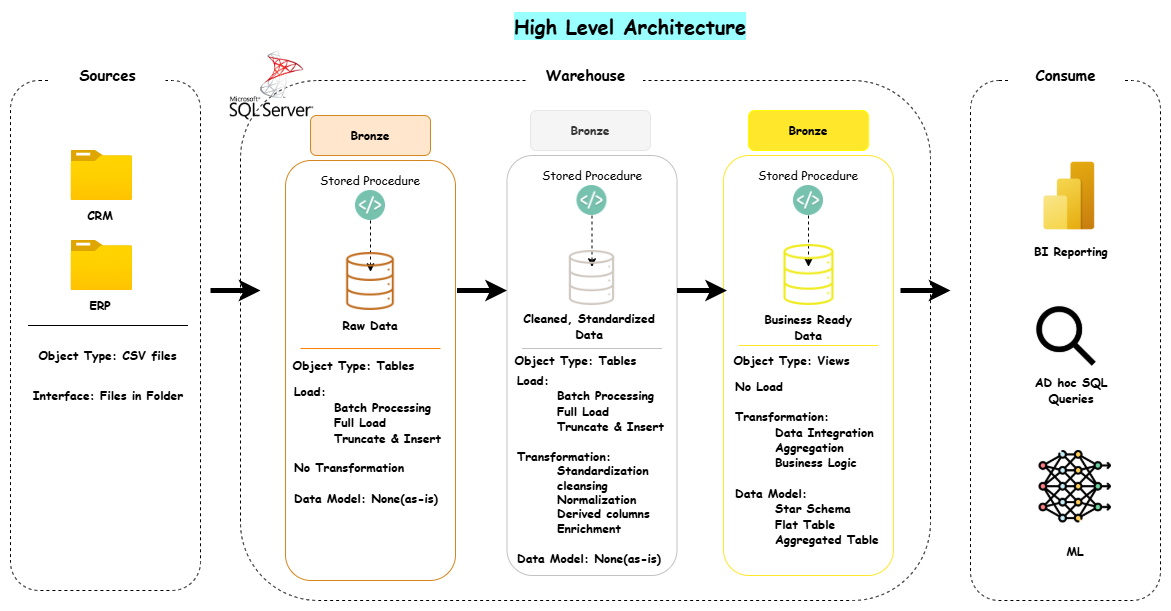 High Level Architecture
Sources
CRM
ERP
Object Type: CSV files
Interface: Files in Folder
Microsoft®
SQL Server®
Warehouse
Bronze
Stored Procedure
</>
Raw Data
Object Type: Tables
Load:
Batch Processing
Full Load
Truncate & Insert
No Transformation
Data Model: None(as-is)
Bronze
Stored Procedure
</>
Cleaned, Standardized
Data
Object Type: Tables
Load:
Batch Processing
Full Load
Truncate & Insert
Transformation:
Standardization
cleansing
Normalization
Derived columns
Enrichment
Data Model: None(as-is)
Bronze
Stored Procedure
</>
Business Ready
Data
Object Type: Views
No Load
Transformation:
Data Integration
Aggregation
Business Logic
Data Model:
Star Schema
Flat Table
Aggregated Table
Consume
BI Reporting
AD hoc SQL
Queries
ML